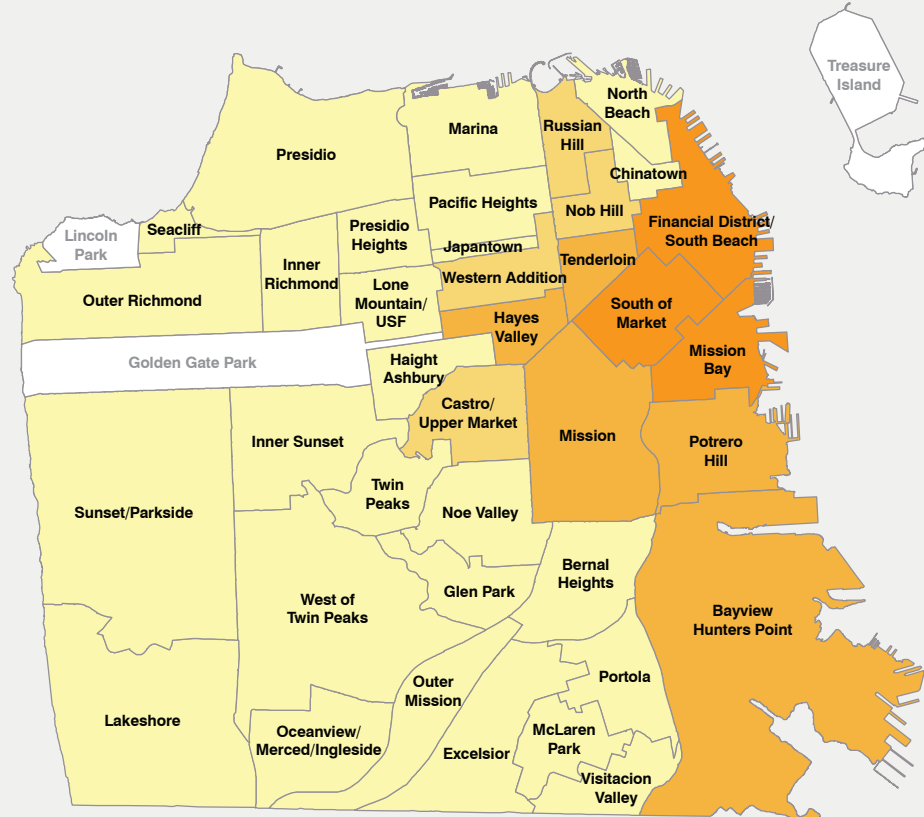 Treasure
Island
North
Beach
Marina
Russian
Hill
Presidio
Chinatown
Pacific Heights
Nob Hill
Seacliff
Financial District/
South Beach
Lincoln
Park
Presidio
Heights
Japantown
Tenderloin
Inner
Richmond
Western Addition
Outer Richmond
Lone
Mountain/
USF
South of
Market
Hayes
Valley
Golden Gate Park
Mission
Bay
Haight
Ashbury
Castro/
Upper Market
Inner Sunset
Mission
Potrero
Hill
Twin
Peaks
Sunset/Parkside
Noe Valley
Bernal
Heights
Glen Park
West of
Twin Peaks
Bayview
Hunters Point
Portola
Outer
Mission
Lakeshore
Oceanview/
Merced/Ingleside
McLaren
Park
Excelsior
Visitacion
Valley